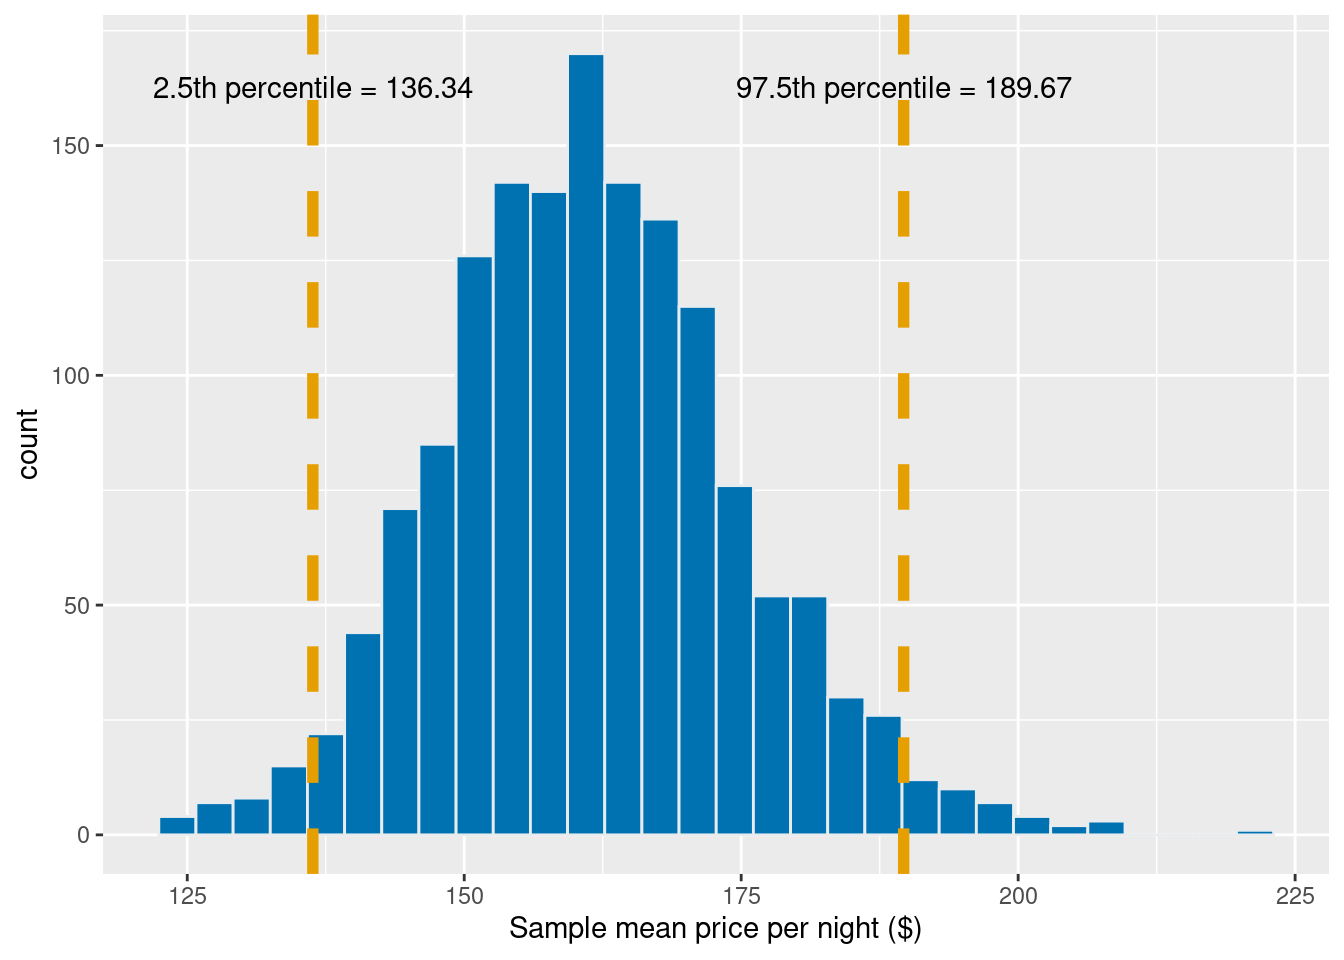 2.5th percentile = 136.34
97.5th percentile = 189.67
150
100
50
0
count
125
150
175
200
225
Sample mean price per night ($)